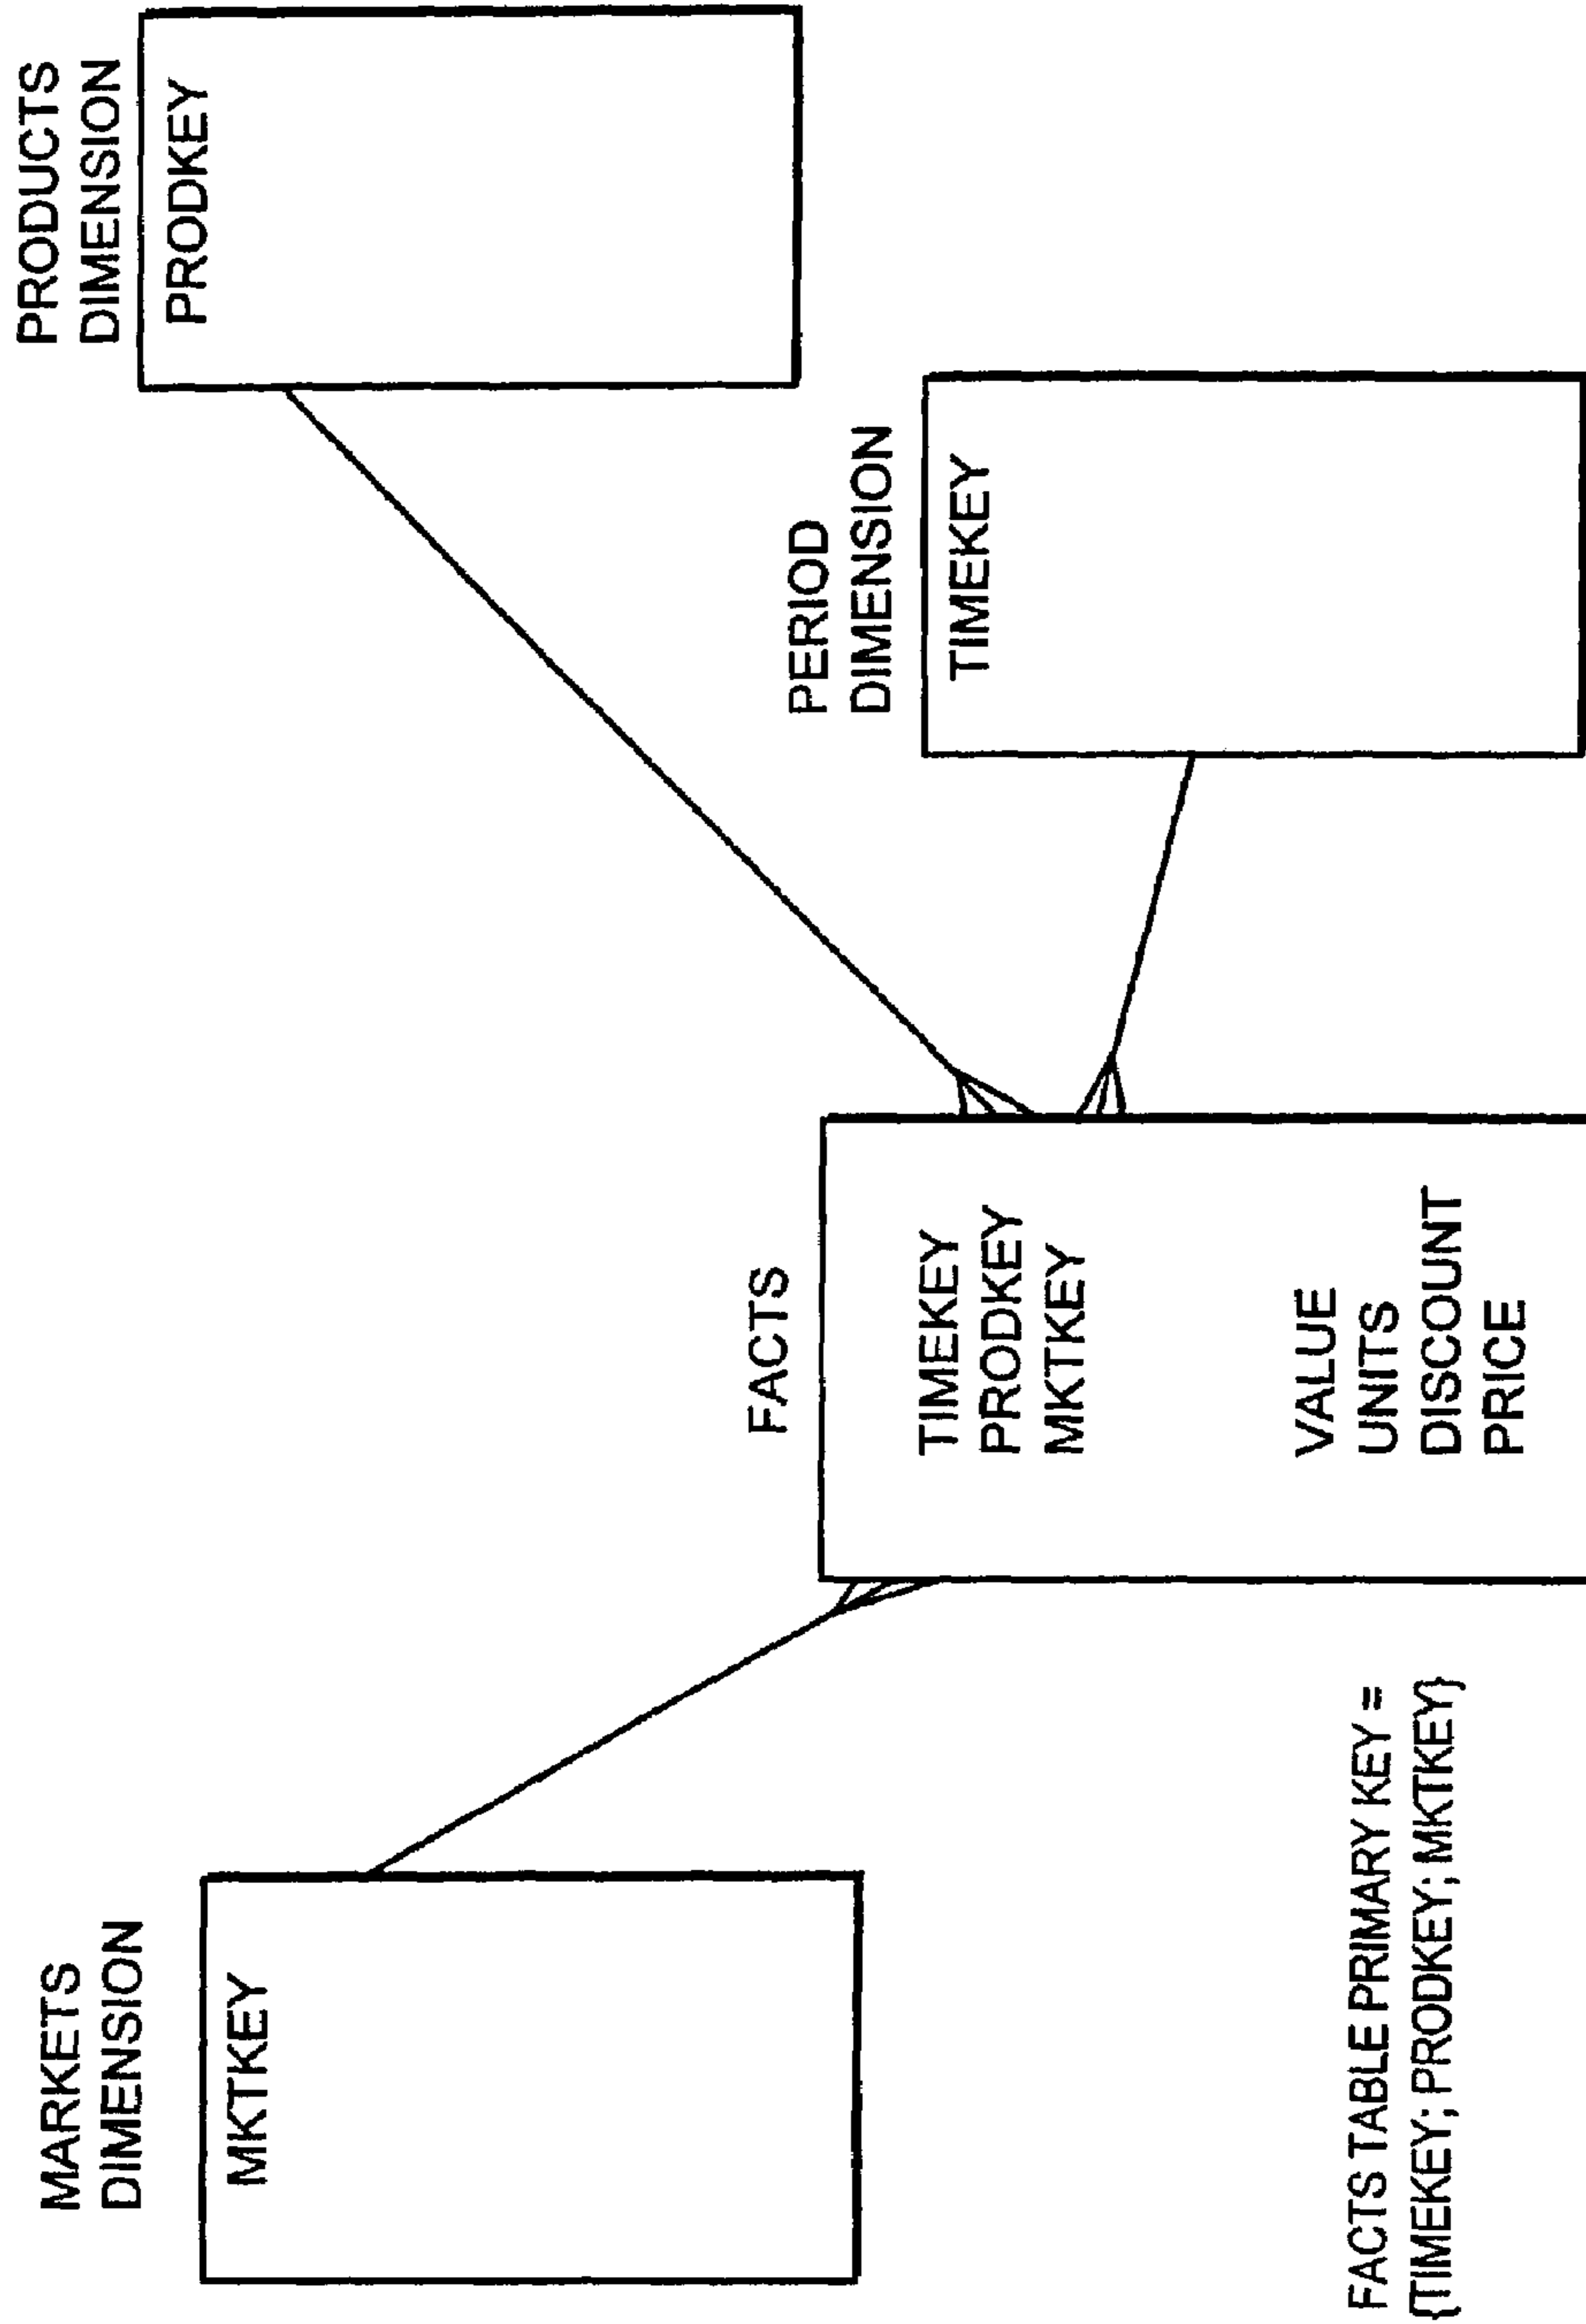 MARKETS
DIMENSION
MKTKEY
FACTS
TIMEKEY
PRODKEY
MKTKEY
VALUE
UNITS
DISCOUNT
PRICE
PRODUCTS
DIMENSION
PRODKEY
PERIOD
DIMENSION
TIMEKEY
FACTS TABLE PRIMARY KEY =
{TIMEKEY; PRODKEY; MKTKEY}